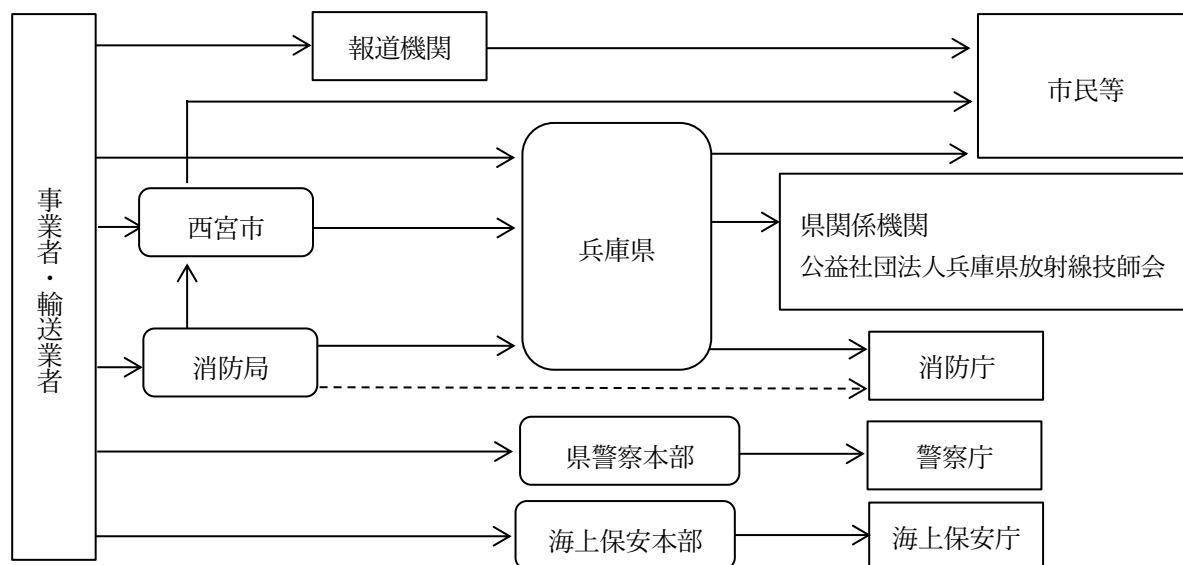 報道機関
市民等
事業者・輸送業者
西宮市
兵庫県
県関係機関
公益社団法人兵庫県放射線技師会
消防局
消防庁
県警察本部
警察庁
海上保安本部
海上保安庁